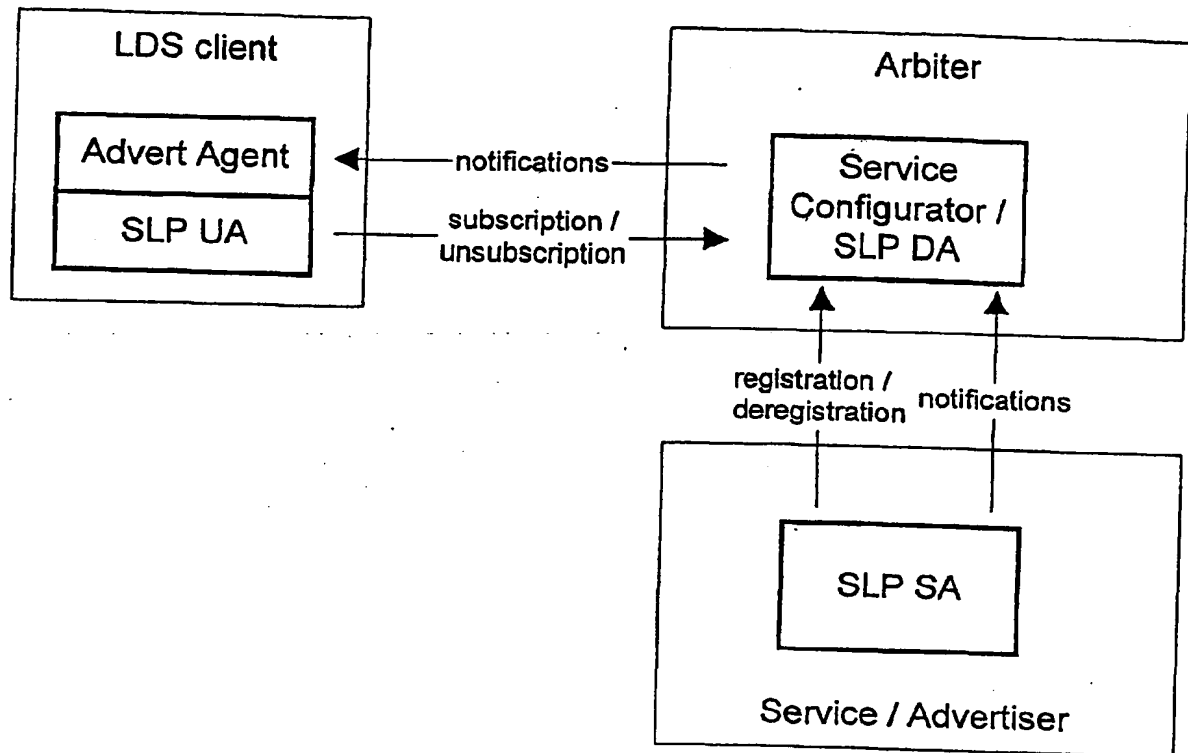 LDS client
Advert Agent
SLP UA
notifications
subscription /
unsubscription
Arbiter
Service
Configurator /
SLP DA
registration /
deregistration
notifications
SLP SA
Service / Advertiser